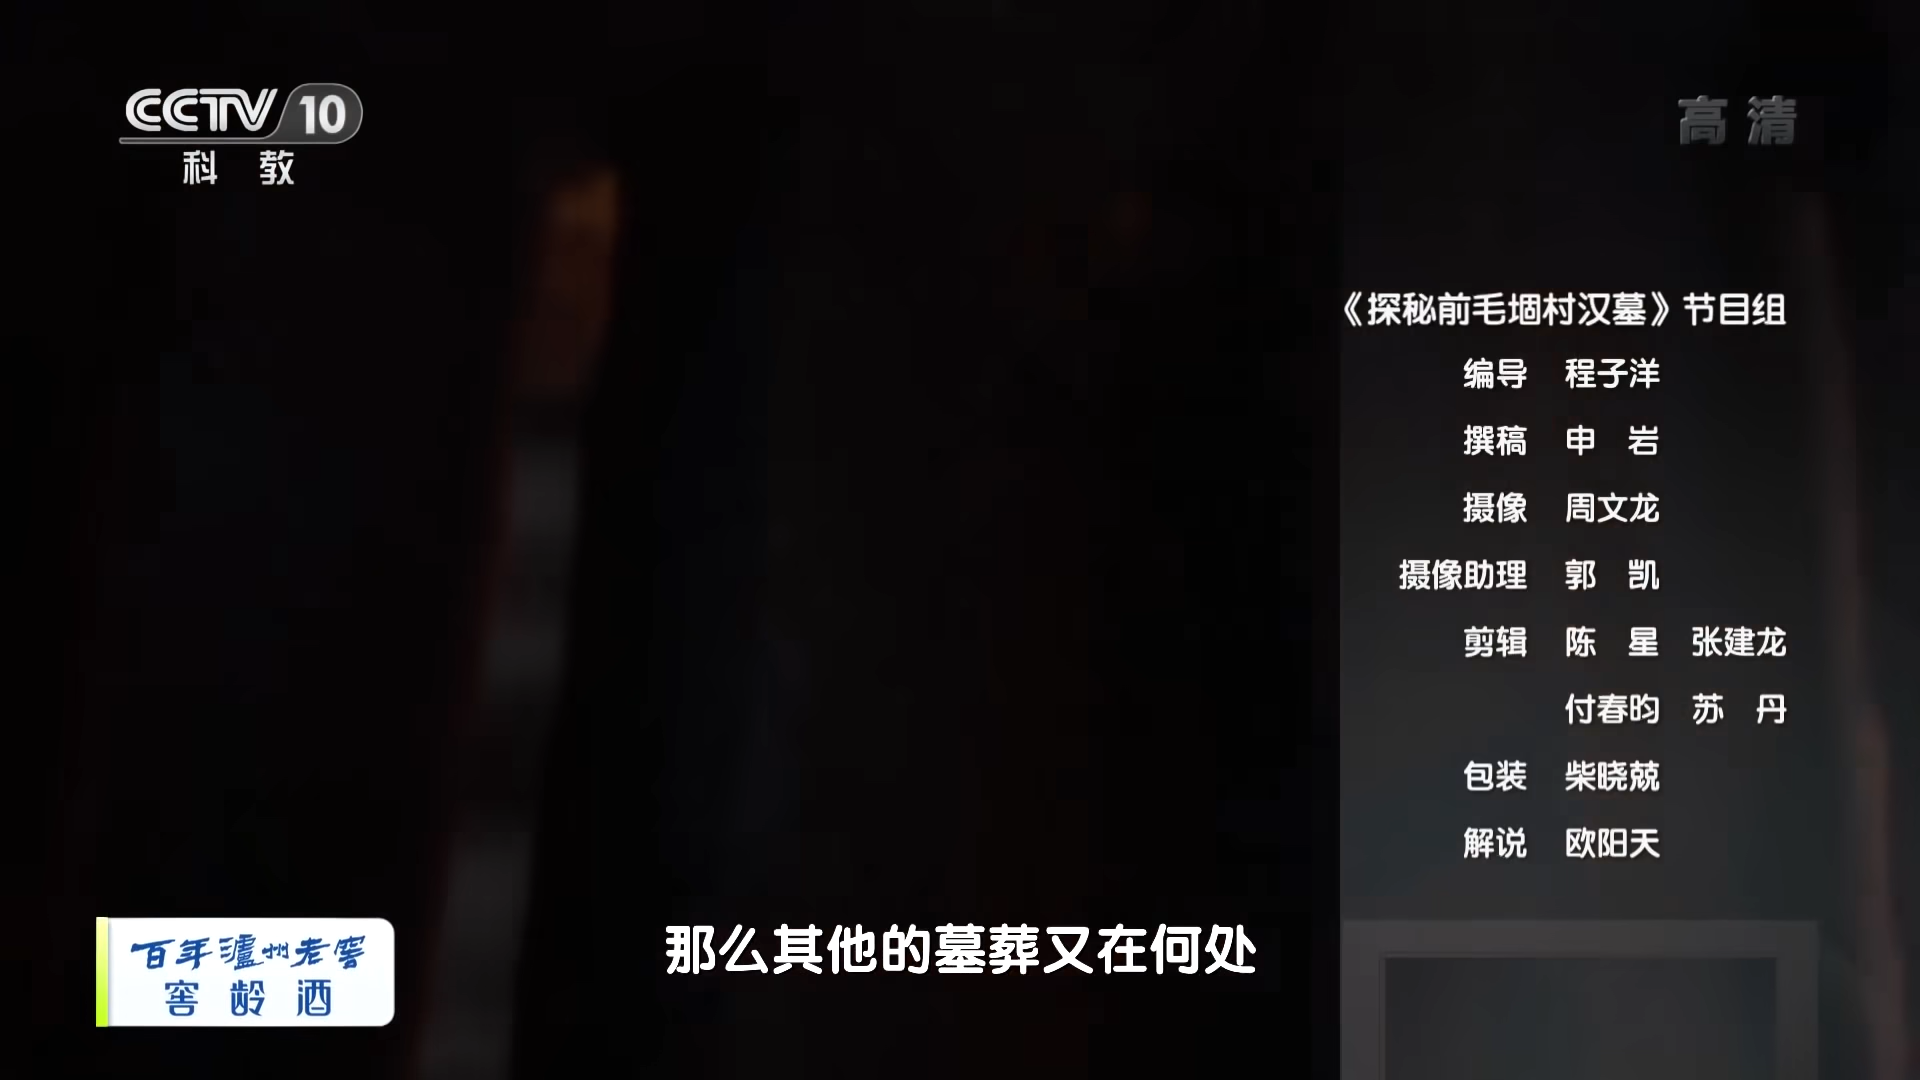 CCTV 10
科 教
高清
《探秘前毛堌村汉墓》节目组
编导 程子洋
撰稿 申 岩
摄像 周文龙
摄像助理 郭 凯
剪辑 陈 星 张建龙
付春昀 苏 丹
包装 柴晓兢
解说 欧阳天
那么其他的墓葬又在何处
百年泸州老窖
窖 龄 酒